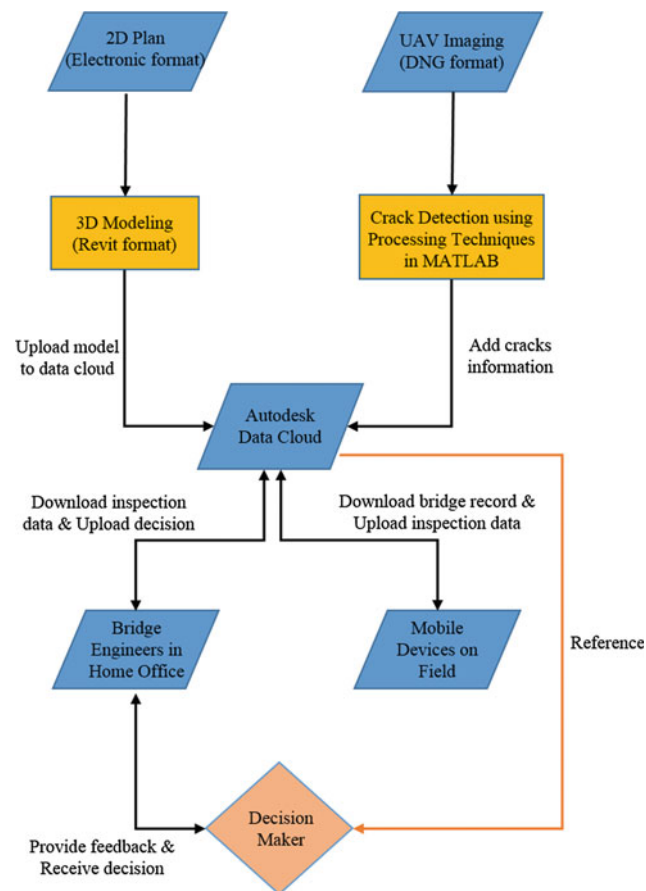 2D Plan
(Electronic format)
UAV Imaging
(DNG format)
3D Modeling
(Revit format)
Crack Detection using
Processing Techniques
in MATLAB
Upload model
to data cloud
Add cracks
information
Autodesk
Data Cloud
Download inspection
data & Upload decision
Download bridge record &
Upload inspection data
Bridge
Engineers in
Home Office
Mobile
Devices on
Field
Reference
Decision
Maker
Provide feedback &
Receive decision